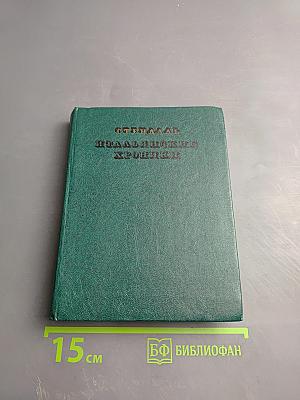 СТЕНДАЛЬ
ИТАЛЬЯНСКИЕ
ХРОНИКИ
15 см
БФ БИБЛИОФАН